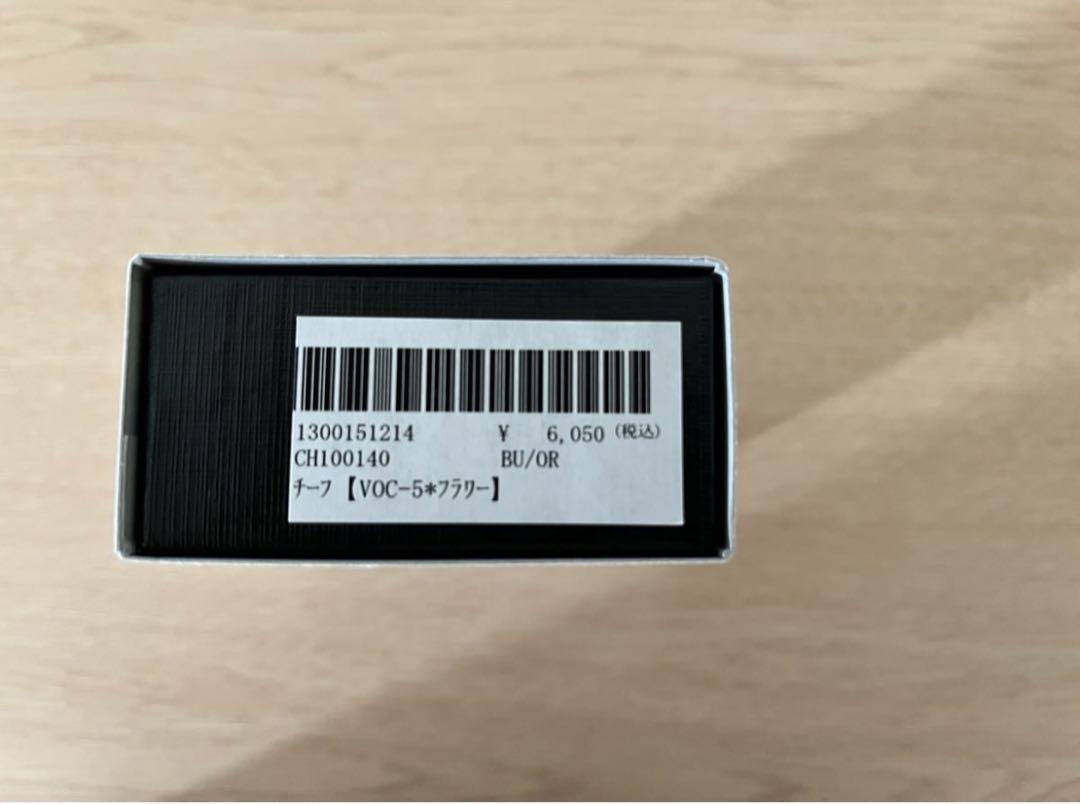 1300151214 ¥ 6,050 (税込)
CH100140 BU/OR
ﾁｰﾌ【VOC-5*ﾌﾗﾜｰ】